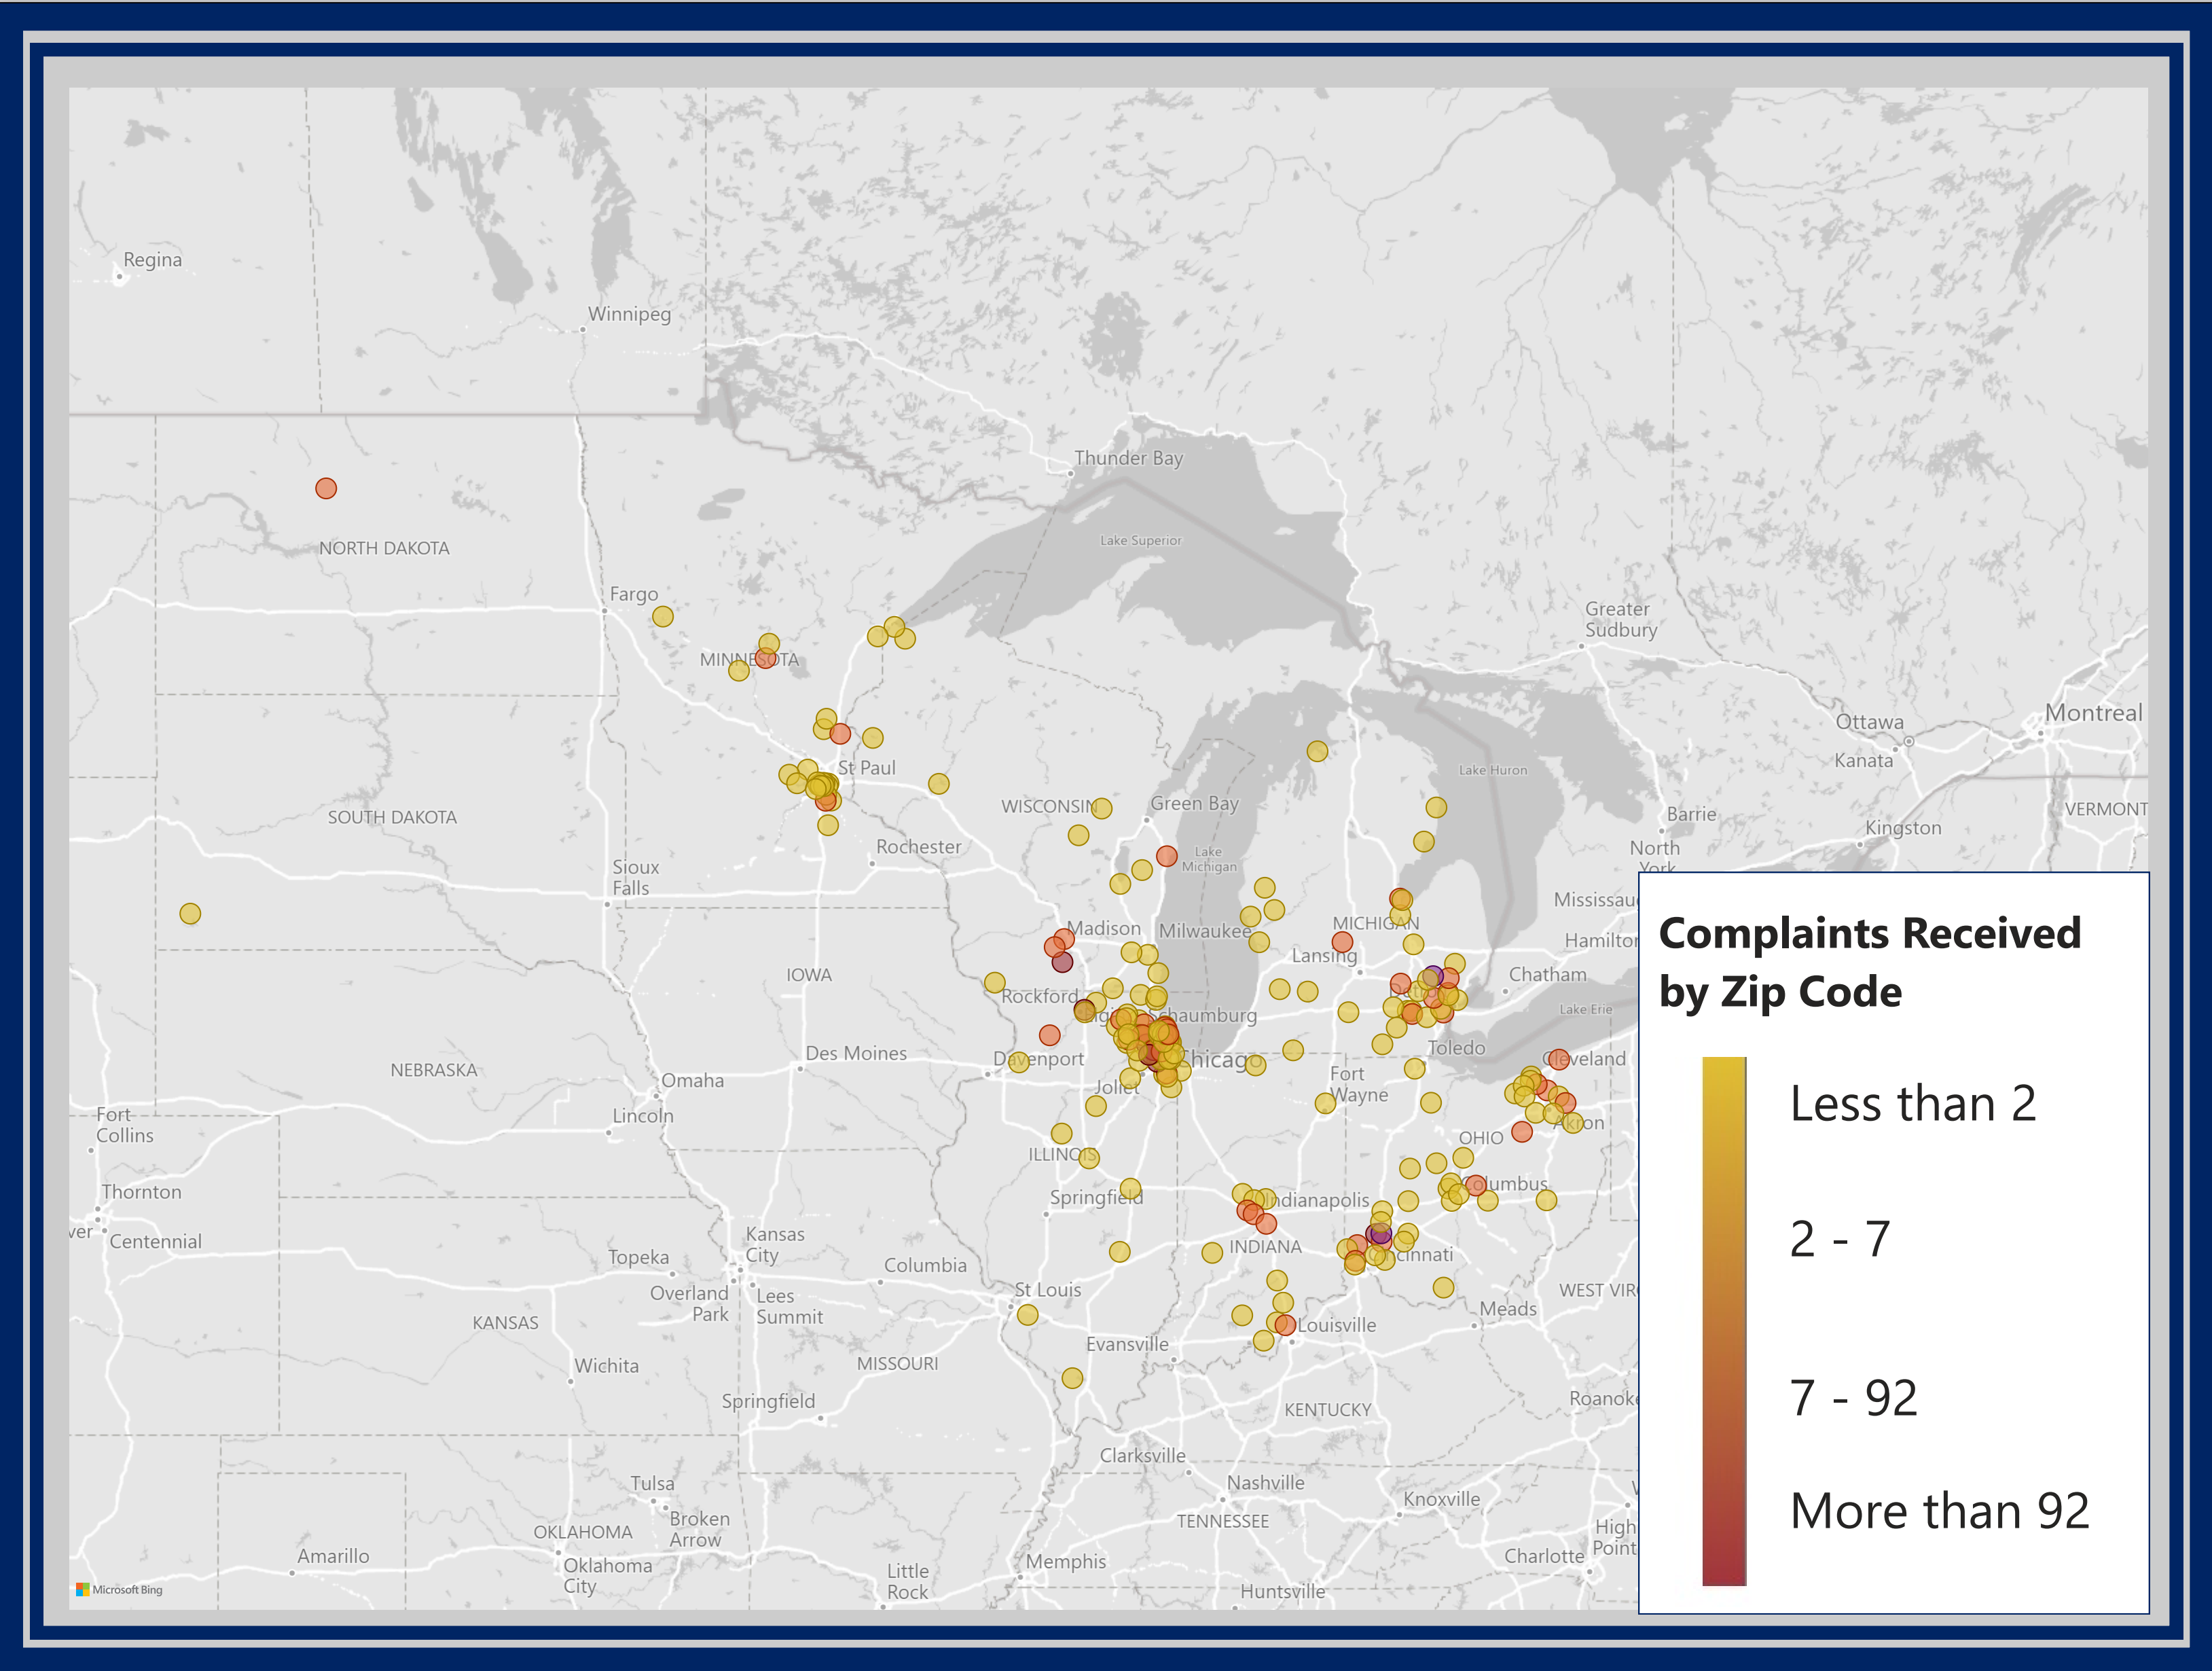 Regina
Winnipeg
Thunder Bay
Lake Superior
NORTH DAKOTA
Fargo
Greater
Sudbury
MINNESOTA
Ottawa
Montreal
Kanata
St Paul
Lake Huron
WISCONSIN
Green Bay
SOUTH DAKOTA
Barrie
VERMONT
Kingston
Rochester
Lake
Michigan
North
York
Sioux
Falls
Mississau
Madison
Milwaukee
MICHIGAN
Hamilton
Lansing
IOWA
Chatham
Rockford
Schaumburg
Lake Erie
Des Moines
Davenport
Chicago
Toledo
Cleveland
NEBRASKA
Omaha
Joliet
Fort
Wayne
Fort
Collins
Lincoln
Akron
OHIO
ILLINOIS
Thornton
Springfield
Indianapolis
Columbus
ver
Centennial
Kansas
City
INDIANA
cinnati
Topeka
Columbia
Overland
Park
Lees
Summit
St Louis
WEST VIR
Meads
KANSAS
Evansville
Louisville
Wichita
MISSOURI
Springfield
KENTUCKY
Roanoke
Clarksville
Tulsa
Nashville
Knoxville
Broken
Arrow
TENNESSEE
High
Point
OKLAHOMA
Oklahoma
City
Amarillo
Little
Rock
Memphis
Charlotte
Huntsville
Microsoft Bing
Complaints Received
by Zip Code
Less than 2
2 - 7
7 - 92
More than 92